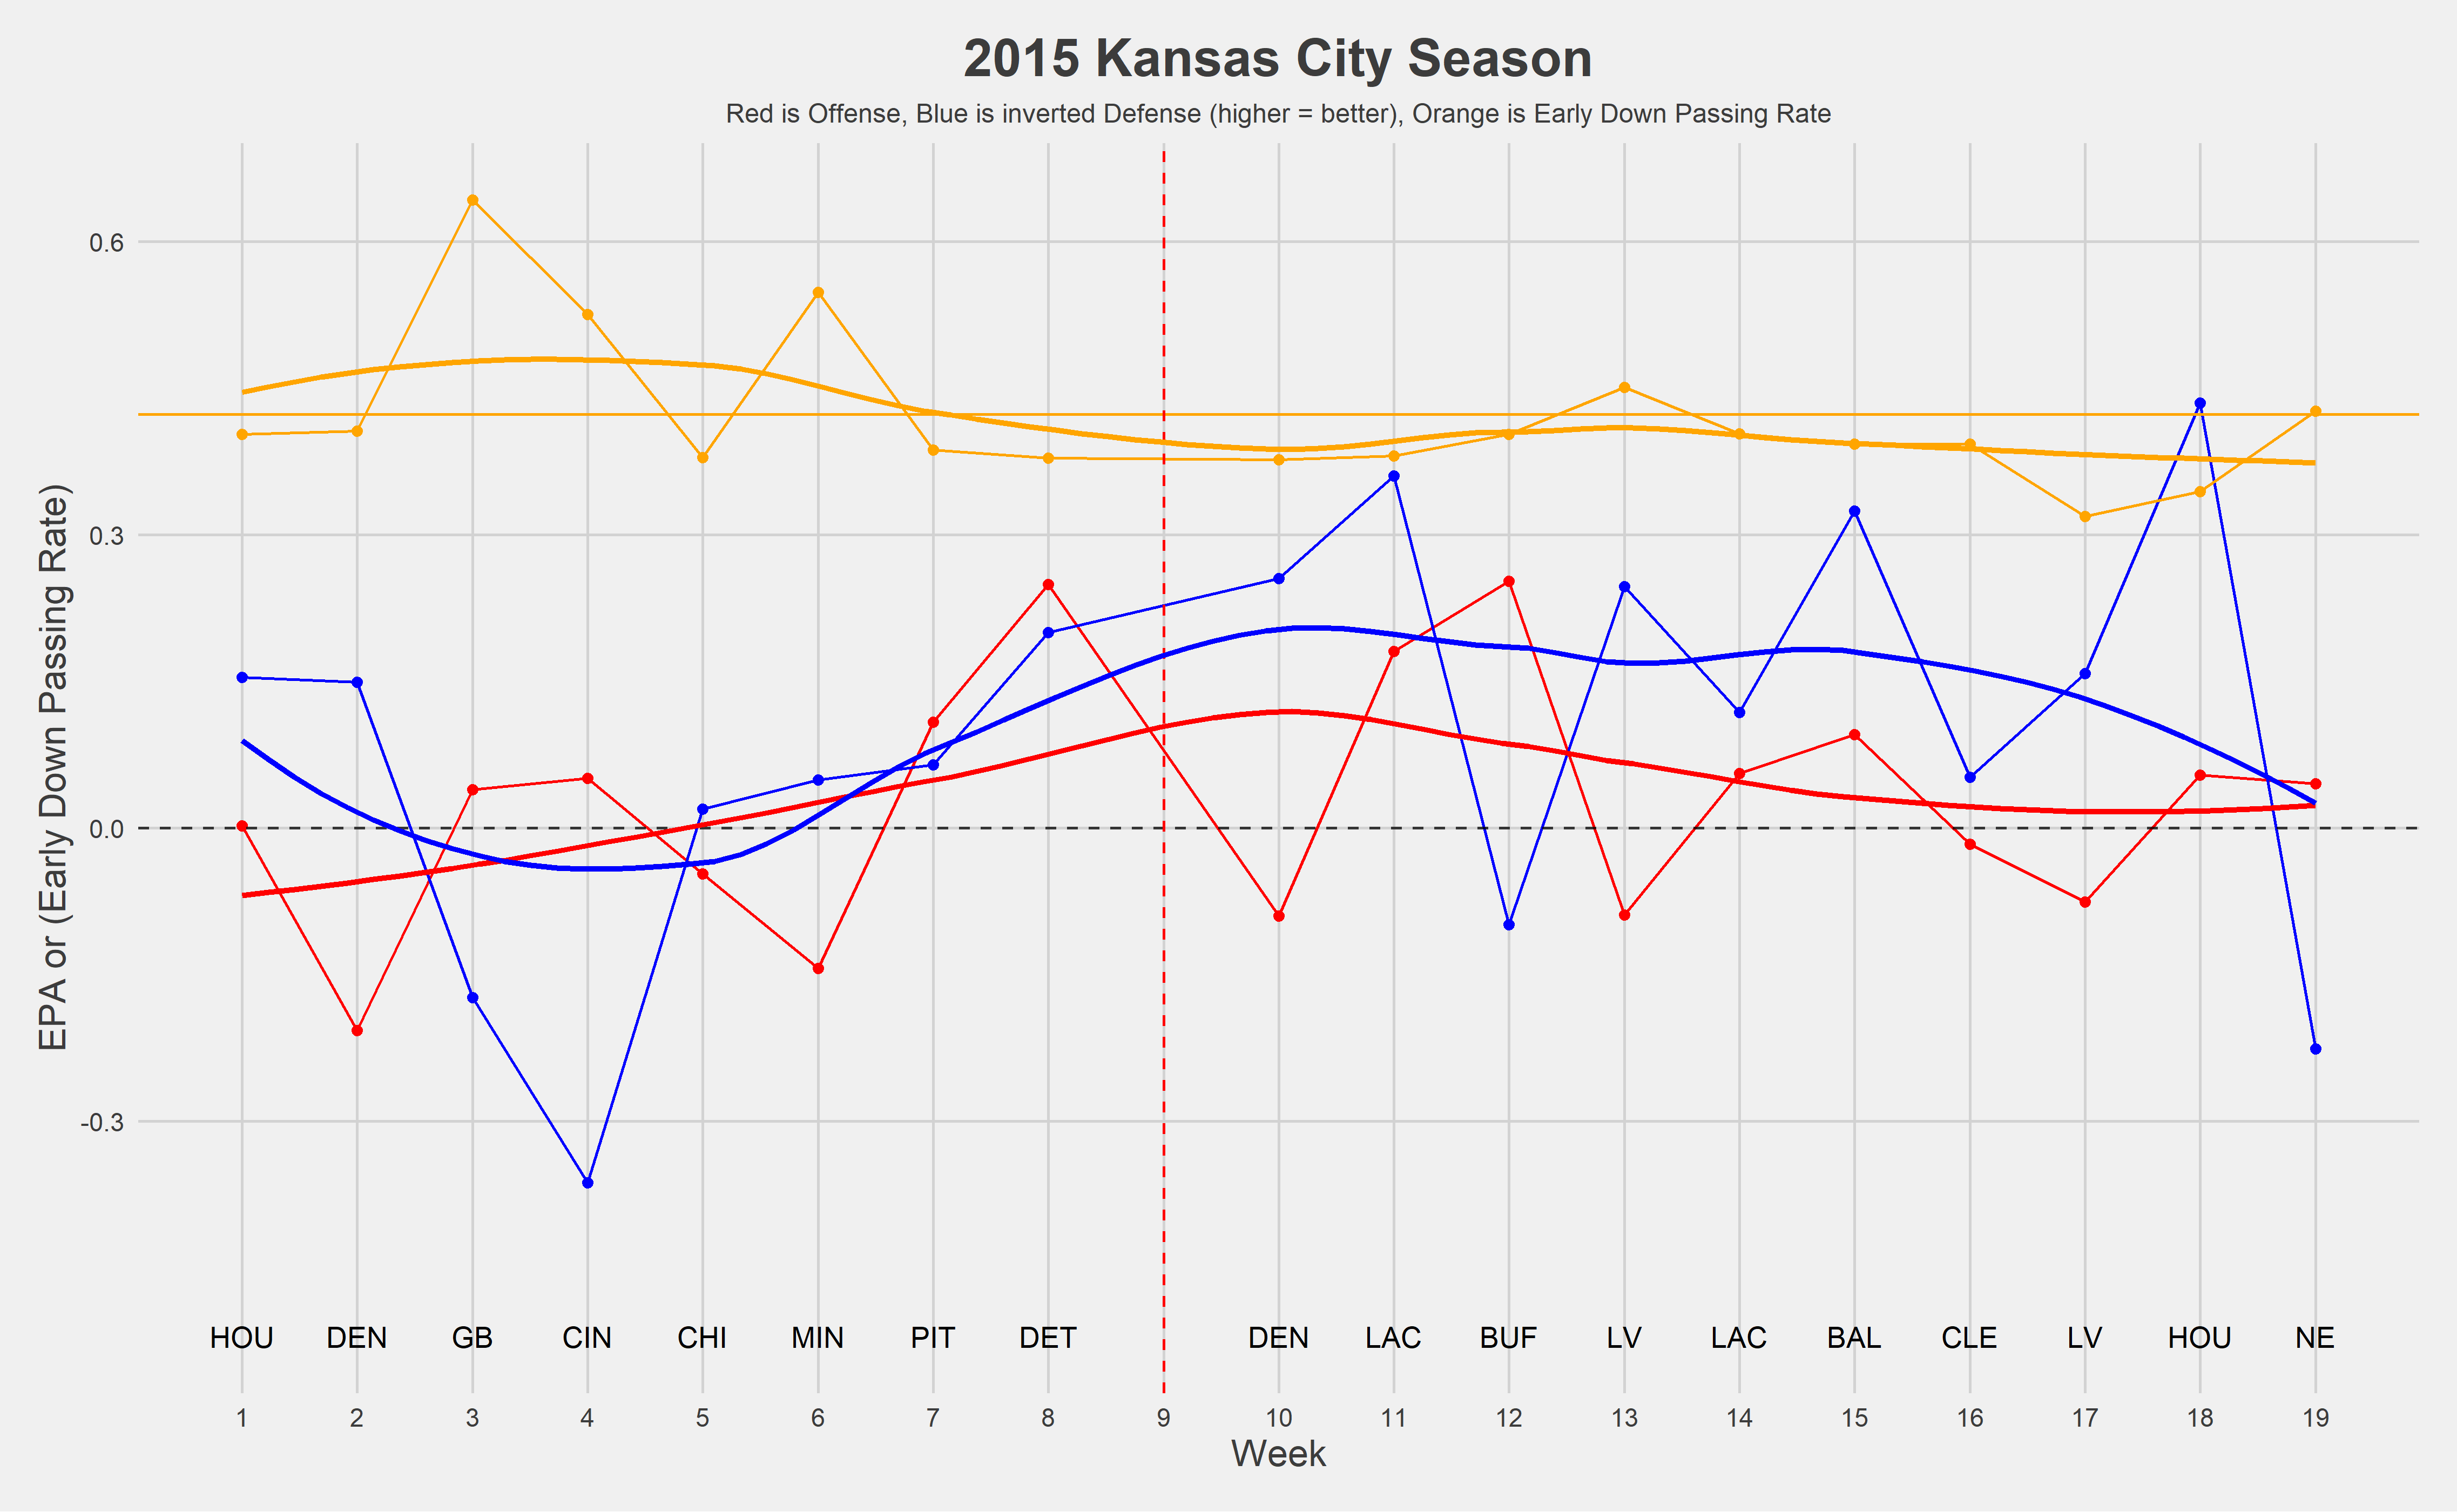 2015 Kansas City Season
Red is Offense, Blue is inverted Defense (higher = better), Orange is Early Down Passing Rate
EPA or (Early Down Passing Rate)
0.6
0.3
0.0
-0.3
HOU DEN GB CIN CHI MIN PIT DET DEN LAC BUF LV LAC BAL CLE LV HOU NE
1 2 3 4 5 6 7 8 9 10 11 12 13 14 15 16 17 18 19
Week